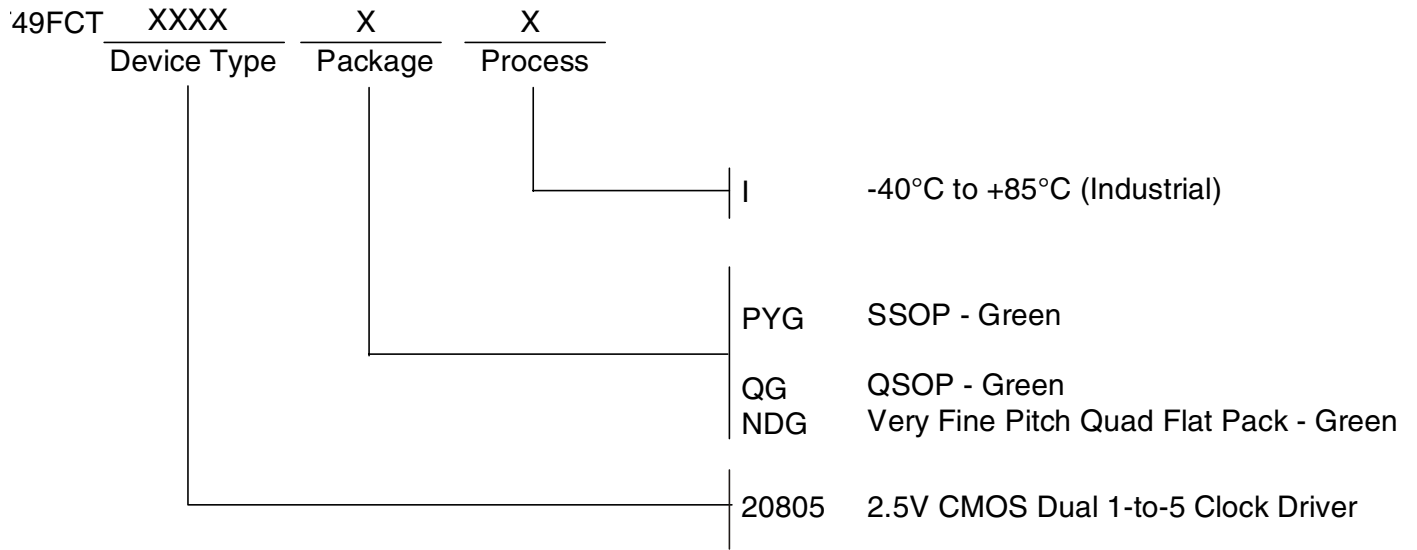 49FCT XXXX X X
Device Type Package Process
I -40°C to +85°C (Industrial)
PYG SSOP - Green
QG QSOP - Green
NDG Very Fine Pitch Quad Flat Pack - Green
20805 2.5V CMOS Dual 1-to-5 Clock Driver